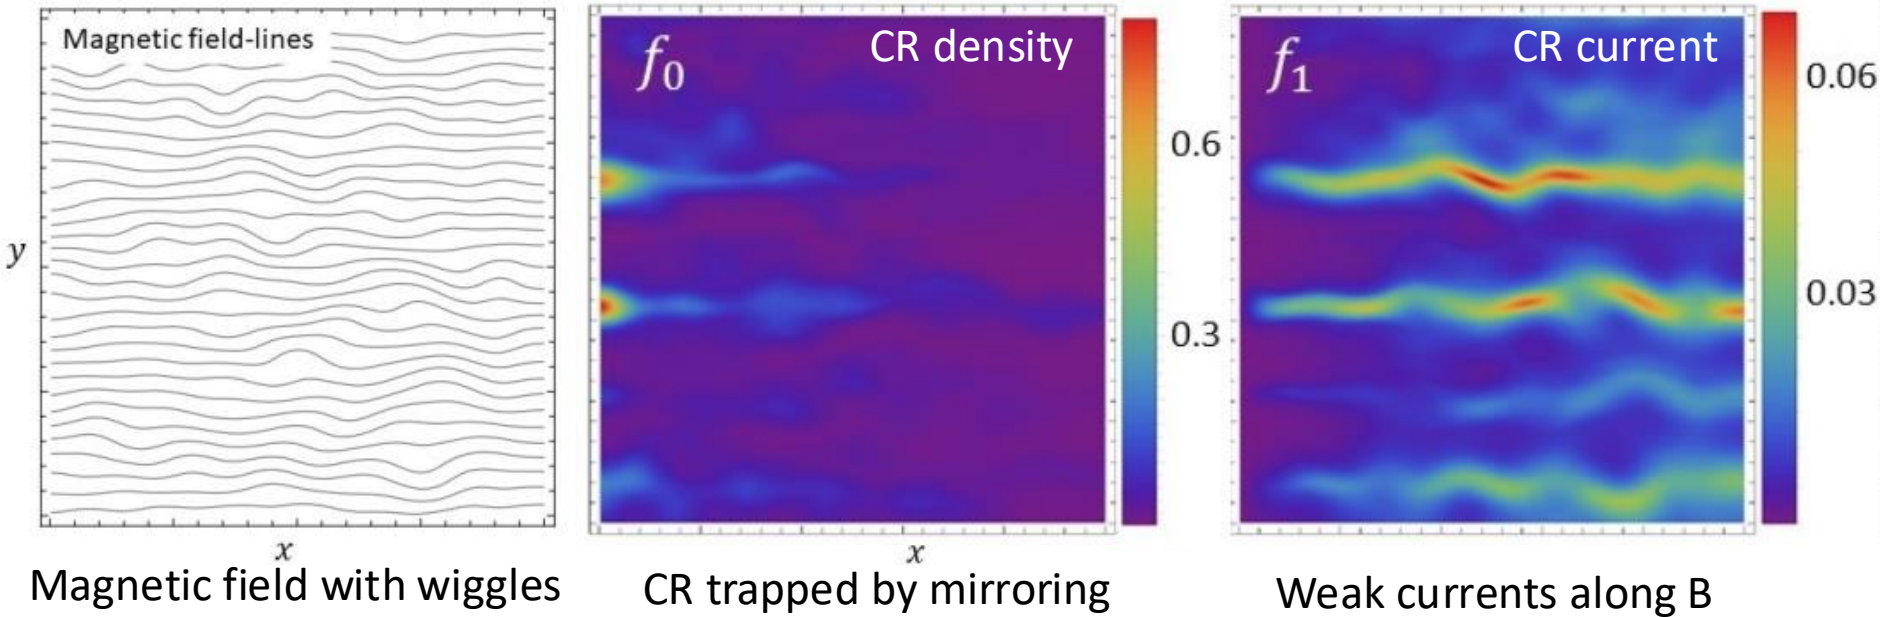 Magnetic field-lines
y
x
Magnetic field with wiggles
f0
CR density
0.6
0.3
x
CR trapped by mirroring
f1
CR current
0.06
0.03
Weak currents along B